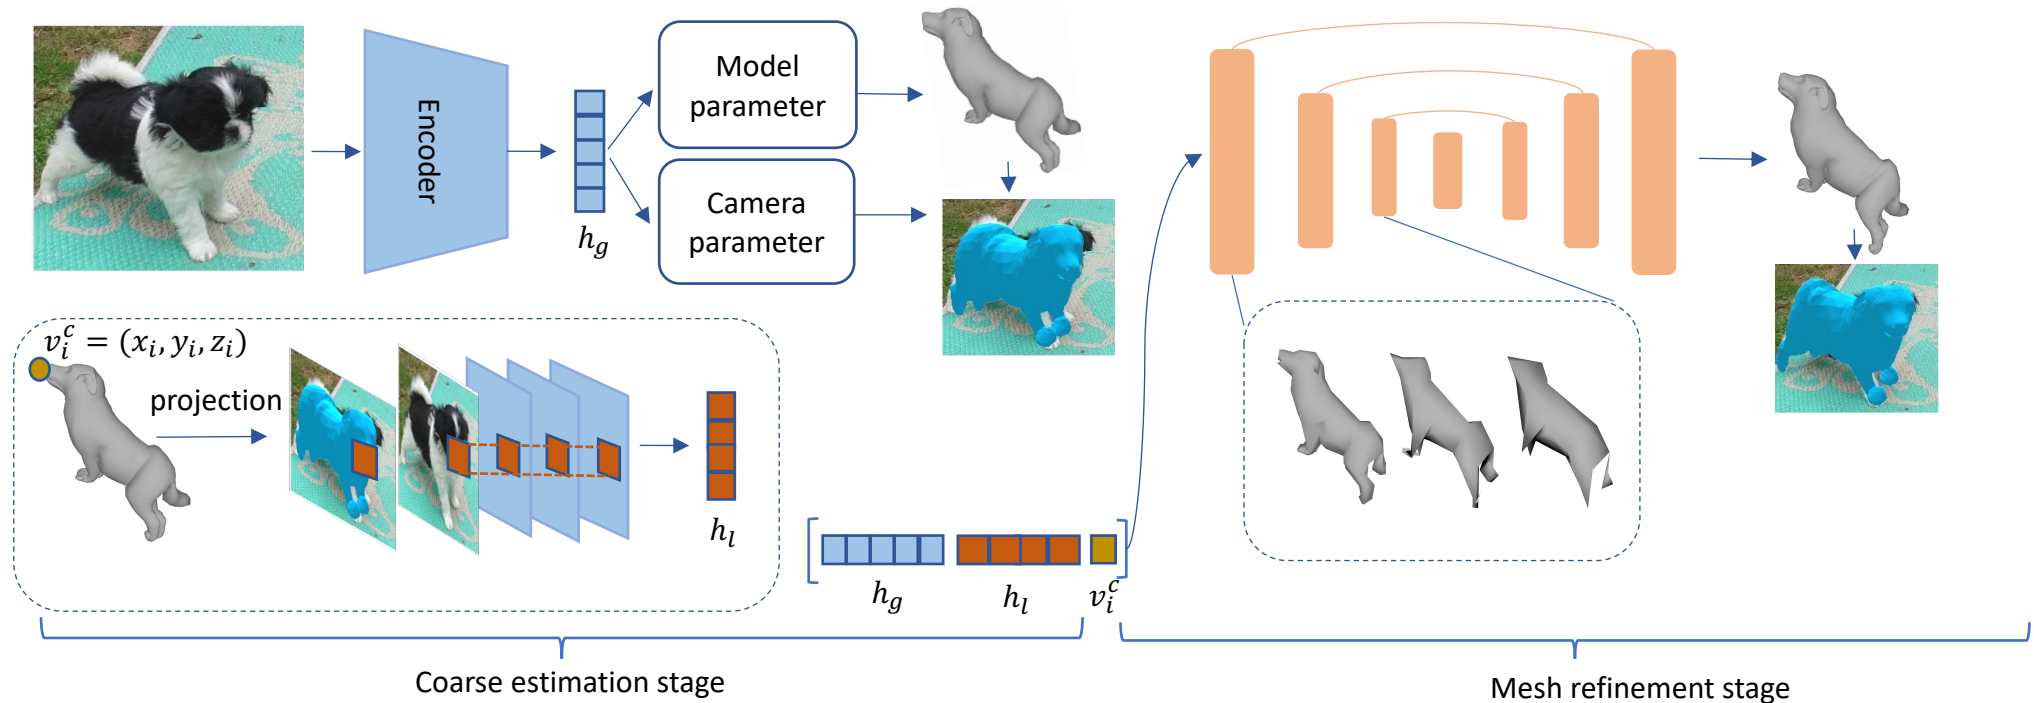 Encoder
h_g
Model
parameter
Camera
parameter
v_i^c = (x_i, y_i, z_i)
projection
h_l
h_g
h_l
v_i^c
Coarse estimation stage
Mesh refinement stage